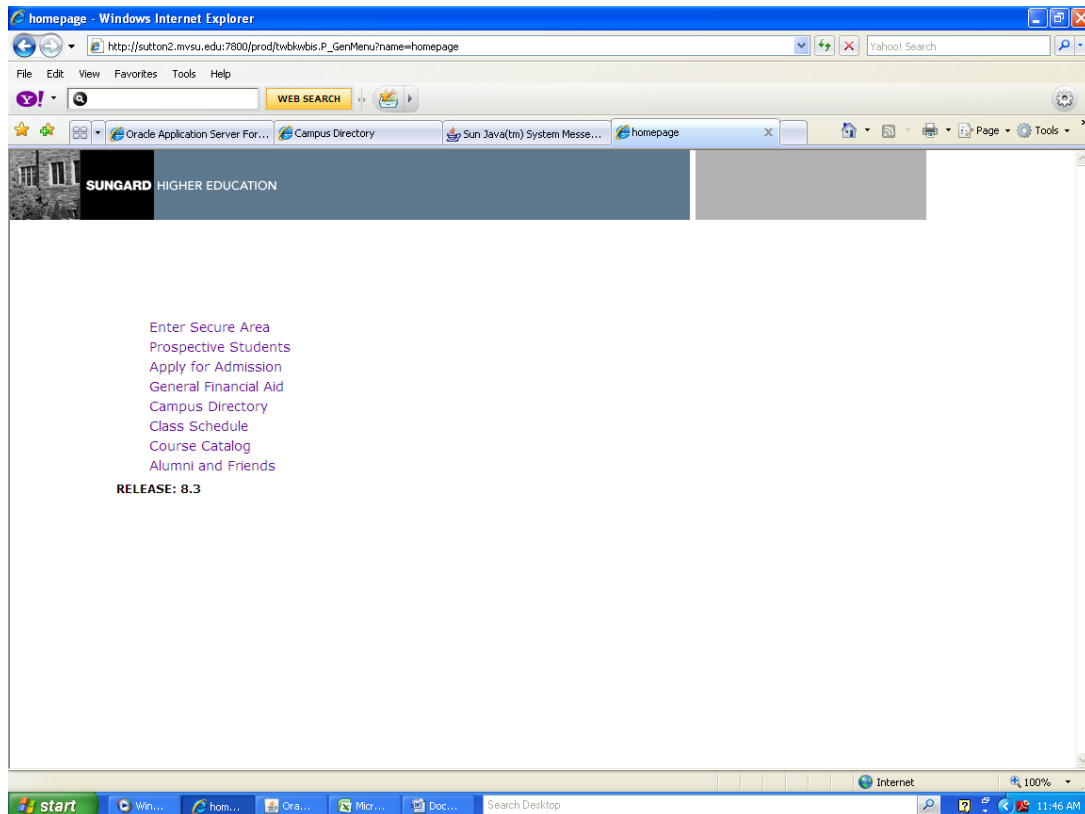 homepage - Windows Internet Explorer
http://sutton2.mvsu.edu:7800/prod/twbkwbis.P_GenMenu?name=homepage
Yahoo! Search
File Edit View Favorites Tools Help
Y! WEB SEARCH
Oracle Application Server For... Campus Directory Sun Java(tm) System Messe... homepage Page Tools
SUNGARD HIGHER EDUCATION
Enter Secure Area
Prospective Students
Apply for Admission
General Financial Aid
Campus Directory
Class Schedule
Course Catalog
Alumni and Friends
RELEASE: 8.3
Internet 100%
start Win... hom... Ora... Micr... Doc... Search Desktop 11:46 AM